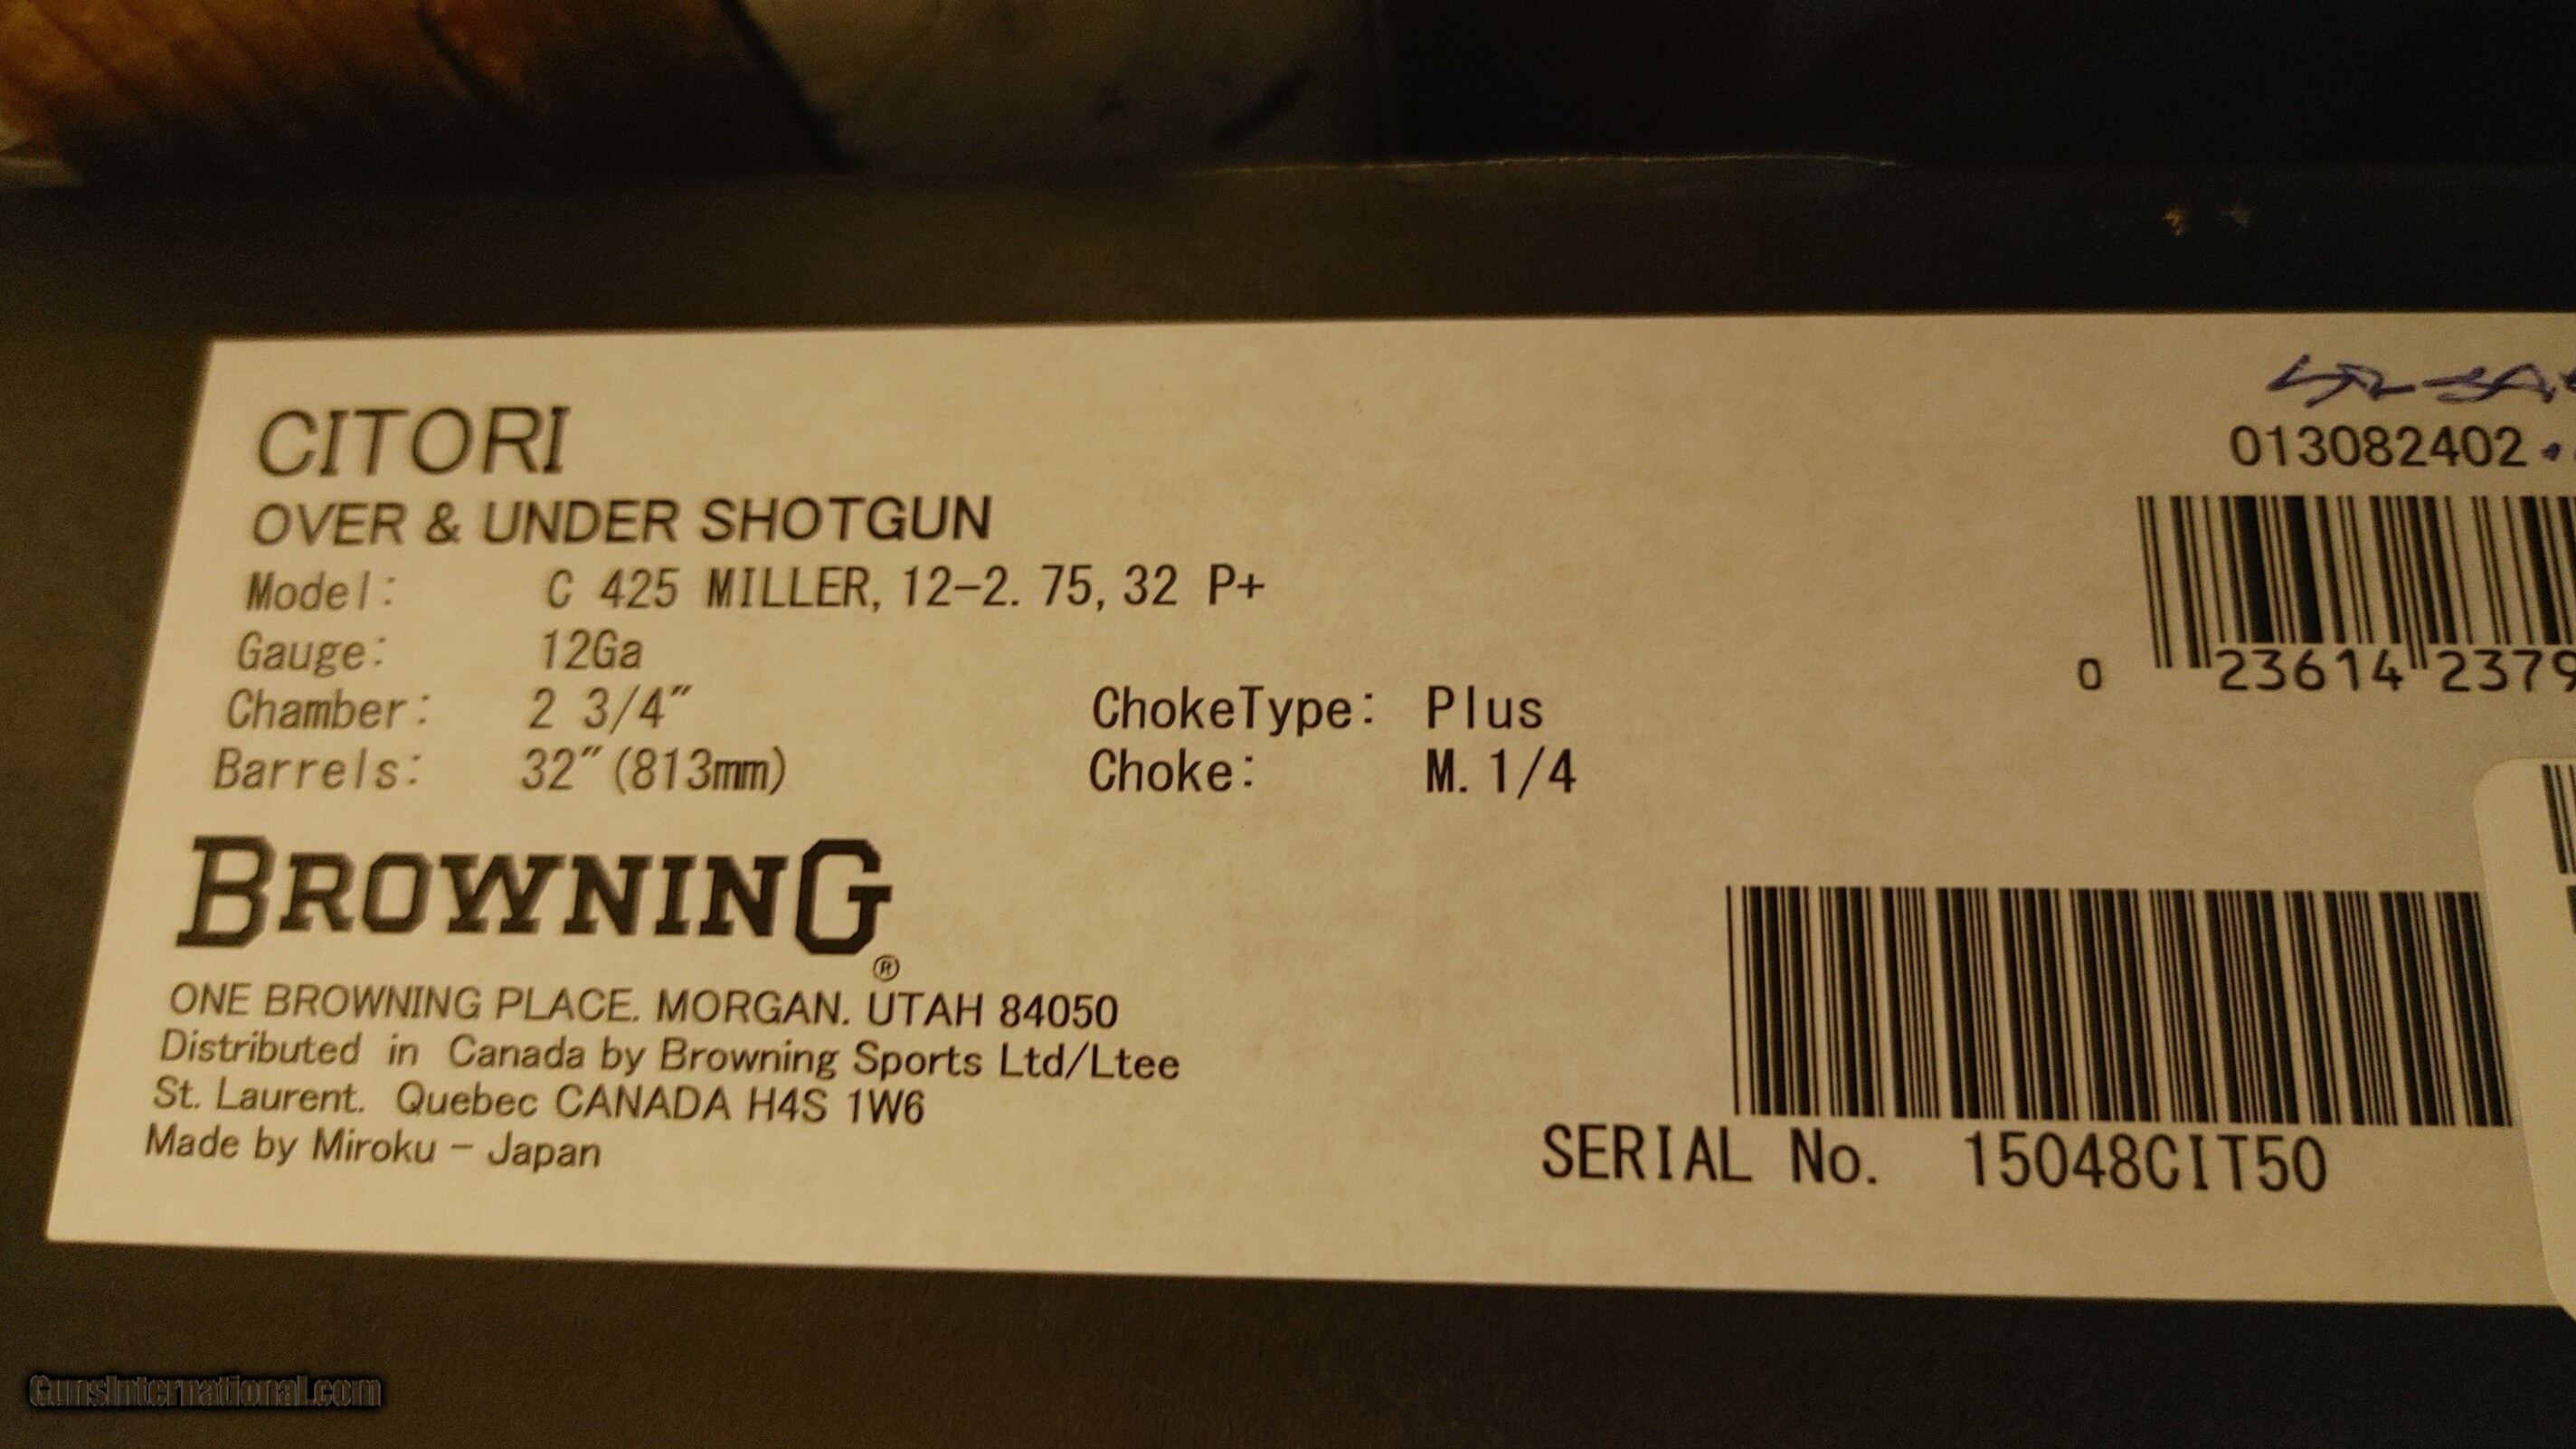 CITORI
OVER & UNDER SHOTGUN
Model: C 425 MILLER, 12-2. 75, 32 P+
Gauge: 12Ga
Chamber: 2 3/4" ChokeType: Plus
Barrels: 32"(813mm) Choke: M. 1/4
BROWNING®
ONE BROWNING PLACE. MORGAN. UTAH 84050
Distributed in Canada by Browning Sports Ltd/Ltee
St. Laurent. Quebec CANADA H4S 1W6
Made by Miroku - Japan
013082402
0 23614 2379
SERIAL No. 15048CIT50
GunsInternational.com